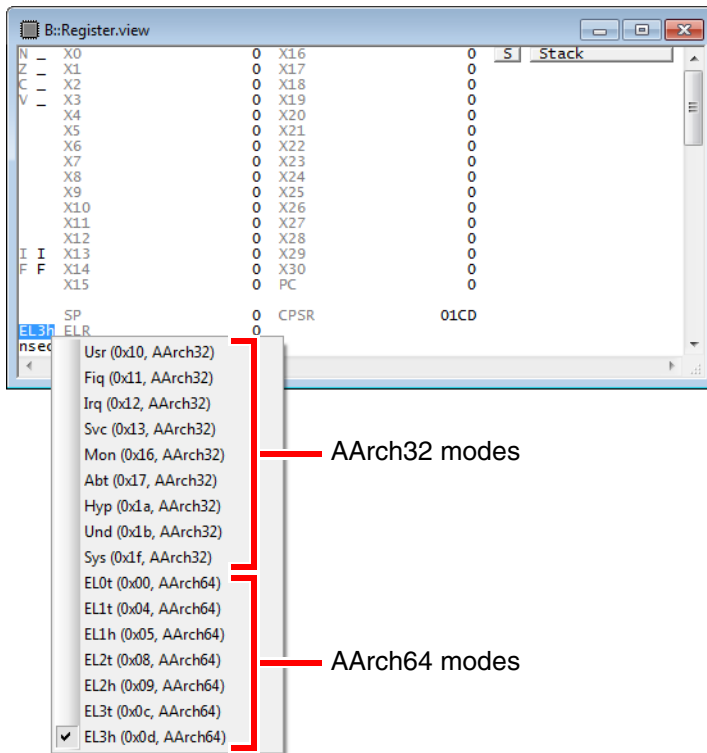 B::Register.view
N _ X0 0 X16 0 S Stack
Z _ X1 0 X17 0
C _ X2 0 X18 0
V _ X3 0 X19 0
X4 0 X20 0
X5 0 X21 0
X6 0 X22 0
X7 0 X23 0
X8 0 X24 0
X9 0 X25 0
X10 0 X26 0
X11 0 X27 0
X12 0 X28 0
I I X13 0 X29 0
F F X14 0 X30 0
X15 0 PC 0
SP 0 CPSR 01CD
EL3h ELR 0
nsec
Usr (0x10, AArch32)
Fiq (0x11, AArch32)
Irq (0x12, AArch32)
Svc (0x13, AArch32)
Mon (0x16, AArch32)
Abt (0x17, AArch32)
Hyp (0x1a, AArch32)
Und (0x1b, AArch32)
Sys (0x1f, AArch32)
AArch32 modes
EL0t (0x00, AArch64)
EL1t (0x04, AArch64)
EL1h (0x05, AArch64)
EL2t (0x08, AArch64)
EL2h (0x09, AArch64)
EL3t (0x0c, AArch64)
EL3h (0x0d, AArch64)
AArch64 modes